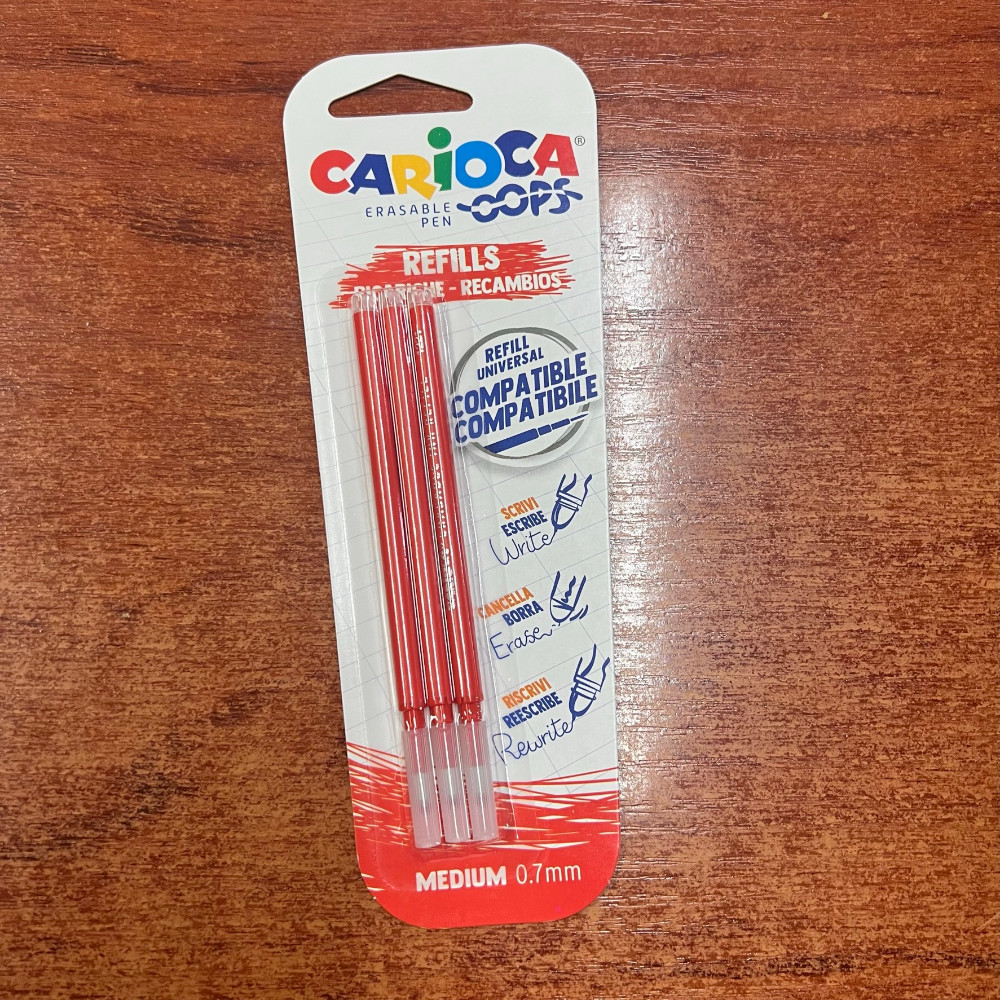 CARIOCA®
ERASABLE PEN OOPS
REFILLS
RICARICHE - RECAMBIOS
REFILL
UNIVERSAL
COMPATIBLE
COMPATIBILE
SCRIVI
ESCRIBE
Write
CANCELLA
BORRA
Erase
RISCRIVI
REESCRIBE
Rewrite
MEDIUM 0.7mm